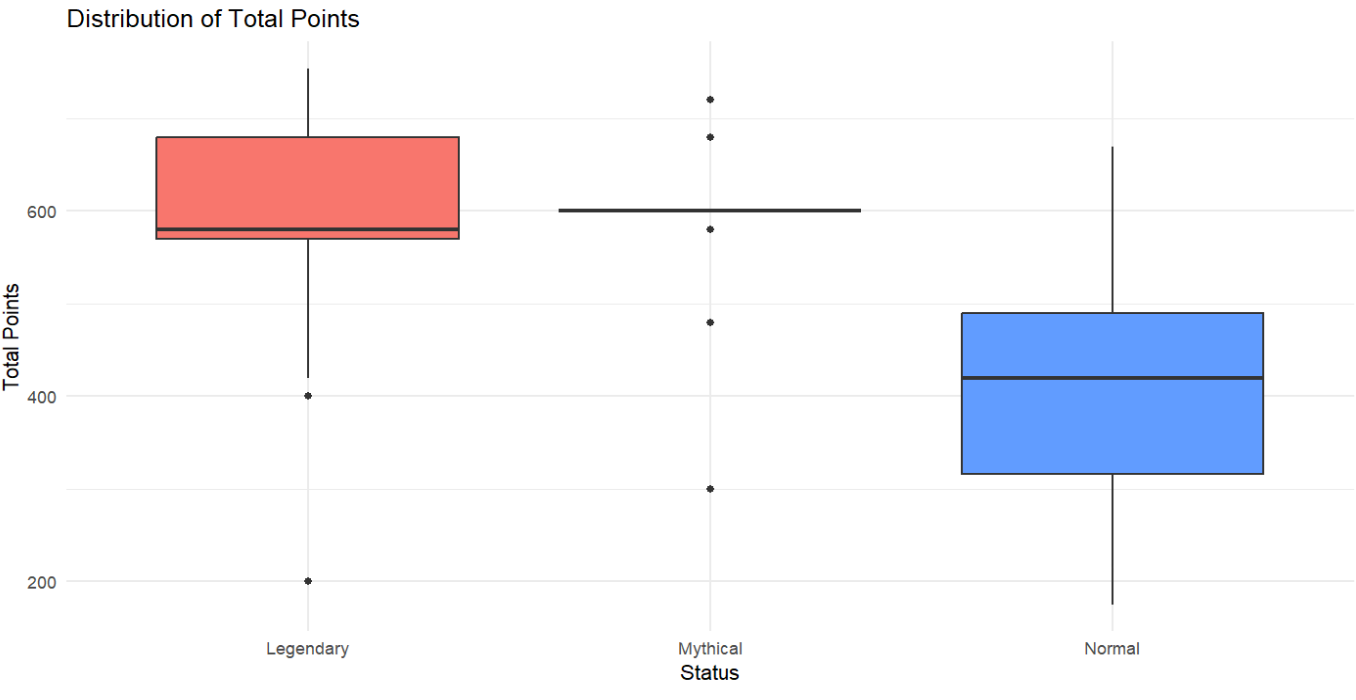 Distribution of Total Points
Total Points
600
400
200
Legendary Mythical Normal
Status